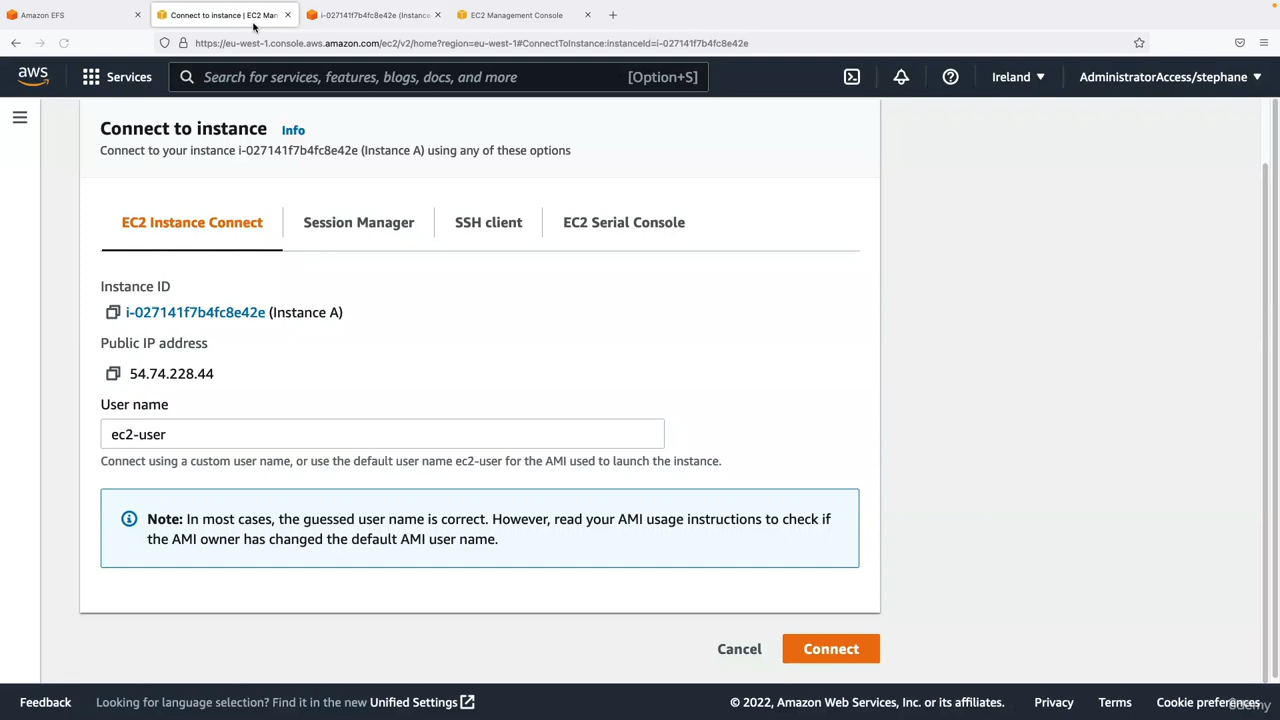 Amazon EFS
Connect to instance | EC2 Man
i-027141f7b4fc8e42e (Instance
EC2 Management Console
https://eu-west-1.console.aws.amazon.com/ec2/v2/home?region=eu-west-1#ConnectToInstance:instanceId=i-027141f7b4fc8e42e
aws
Services
Search for services, features, blogs, docs, and more
[Option+S]
Ireland
AdministratorAccess/stephane
Connect to instance Info
Connect to your instance i-027141f7b4fc8e42e (Instance A) using any of these options
EC2 Instance Connect
Session Manager
SSH client
EC2 Serial Console
Instance ID
i-027141f7b4fc8e42e (Instance A)
Public IP address
54.74.228.44
User name
ec2-user
Connect using a custom user name, or use the default user name ec2-user for the AMI used to launch the instance.
Note: In most cases, the guessed user name is correct. However, read your AMI usage instructions to check if
the AMI owner has changed the default AMI user name.
Cancel
Connect
Feedback
Looking for language selection? Find it in the new Unified Settings
© 2022, Amazon Web Services, Inc. or its affiliates.
Privacy
Terms
Cookie preferences
udemy